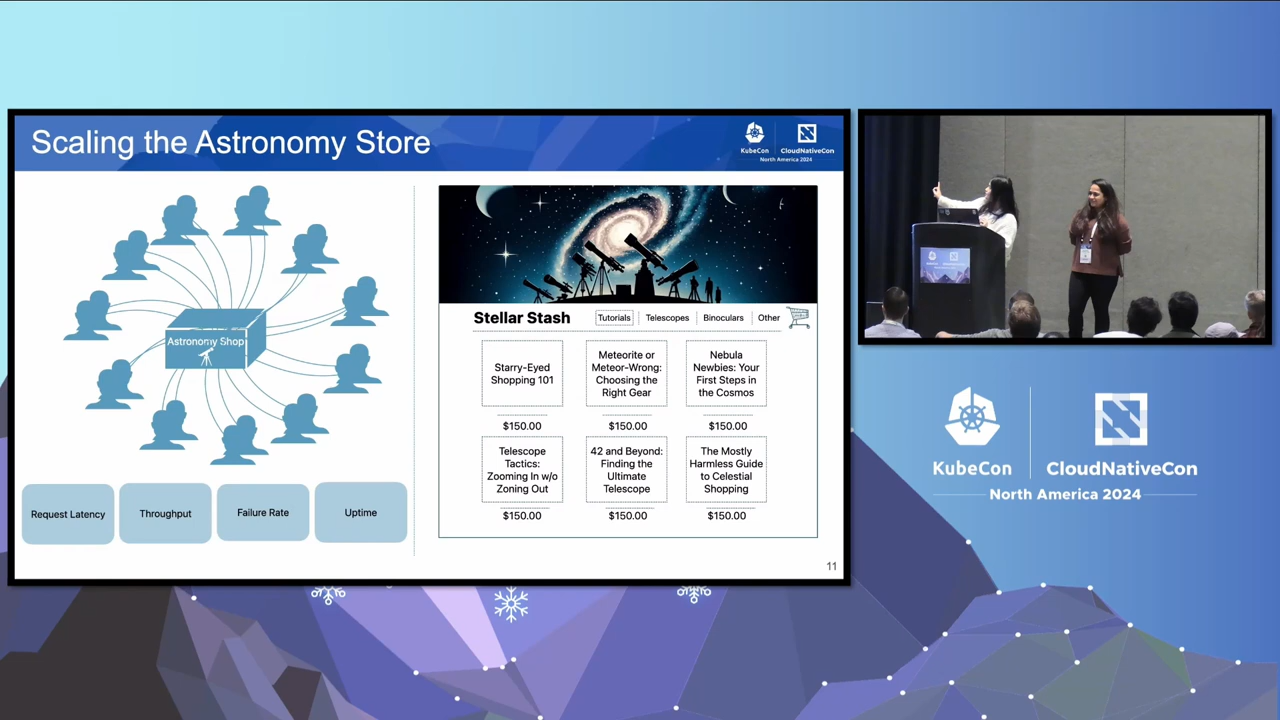 Scaling the Astronomy Store
KubeCon
CloudNativeCon
North America 2024
Astronomy Shop
Request Latency
Throughput
Failure Rate
Uptime
Stellar Stash
Tutorials
Telescopes
Binoculars
Other
Starry-Eyed
Shopping 101
Meteorite or
Meteor-Wrong:
Choosing the
Right Gear
Nebula
Newbies: Your
First Steps in
the Cosmos
$150.00
$150.00
$150.00
Telescope
Tactics:
Zooming In w/o
Zoning Out
42 and Beyond:
Finding the
Ultimate
Telescope
The Mostly
Harmless Guide
to Celestial
Shopping
$150.00
$150.00
$150.00
11
KubeCon
CloudNativeCon
North America 2024